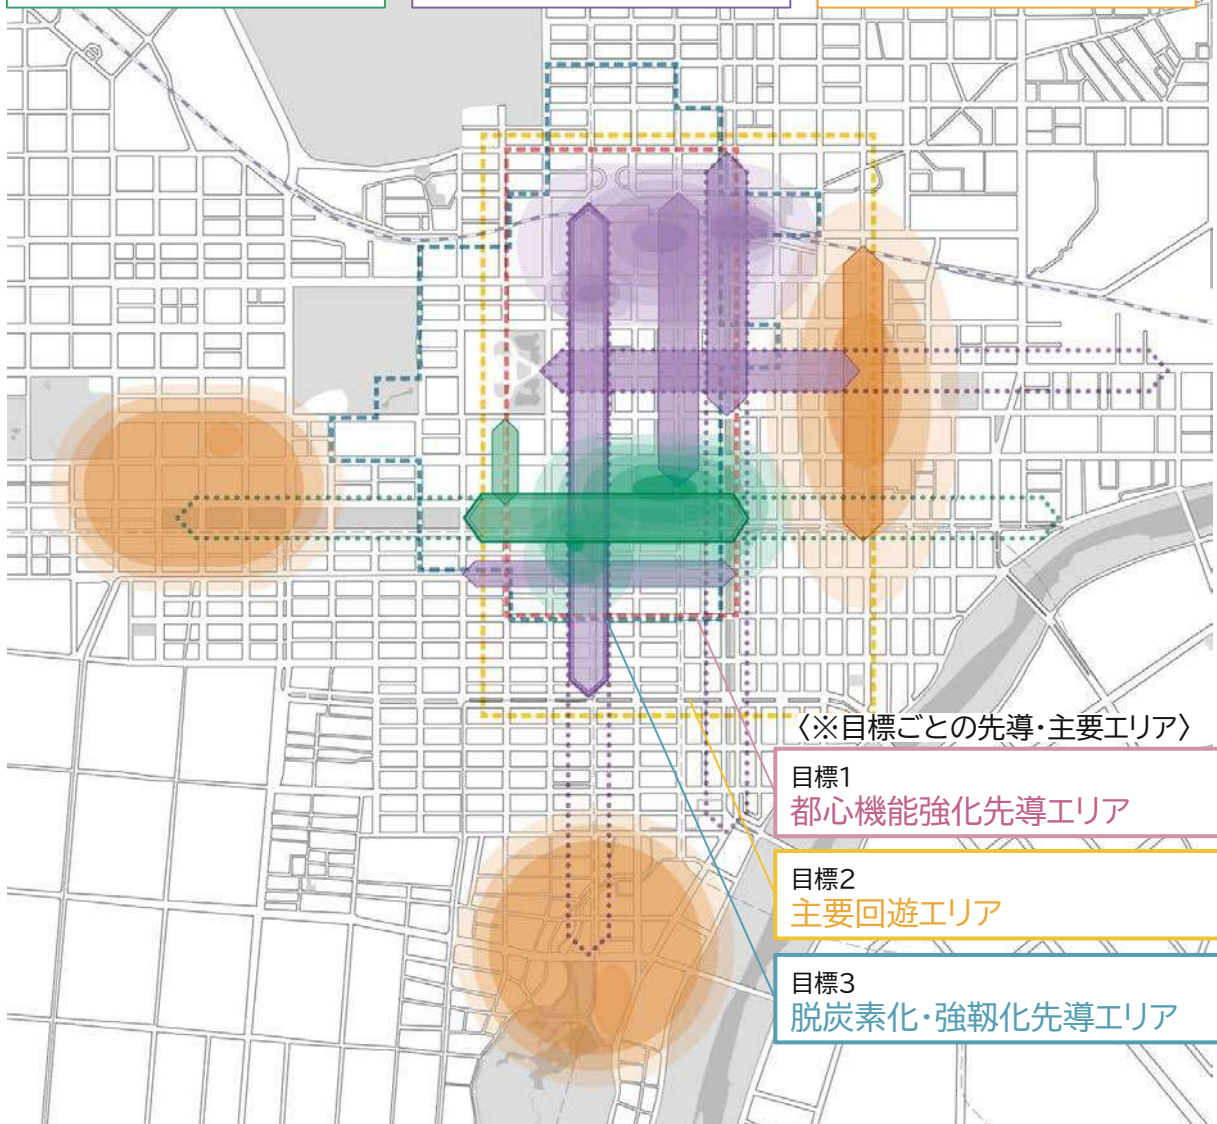 〈※目標ごとの先導・主要エリア〉
目標1
都心機能強化先導エリア
目標2
主要回遊エリア
目標3
脱炭素化・強靱化先導エリア